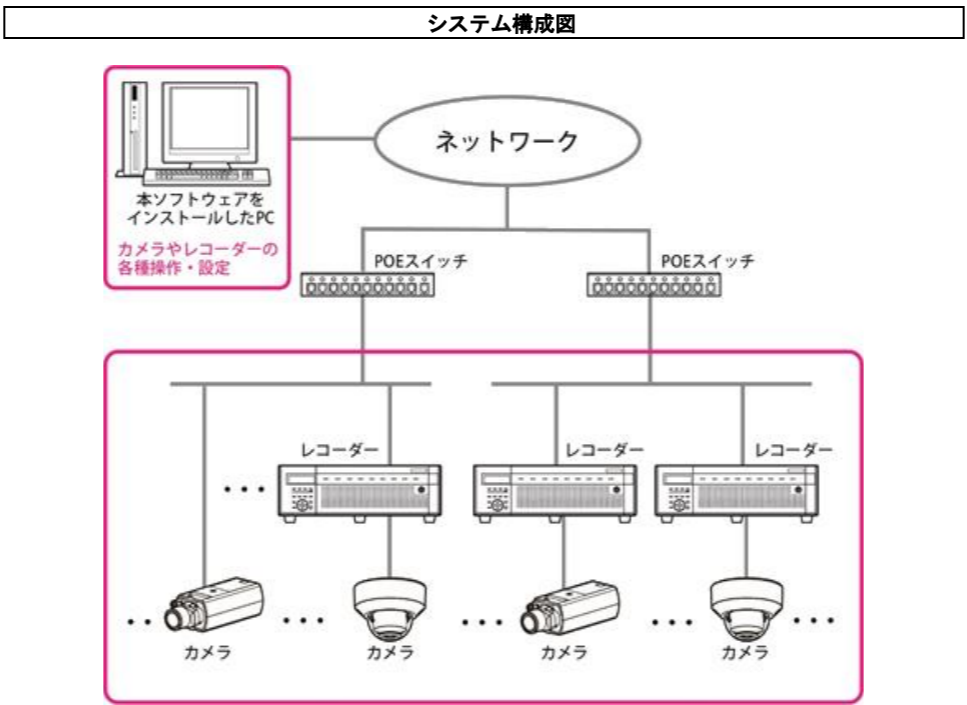 システム構成図
ネットワーク
本ソフトウェアを
インストールしたPC
カメラやレコーダーの
各種操作・設定
POEスイッチ
POEスイッチ
レコーダー
レコーダー
レコーダー
カメラ
カメラ
カメラ
カメラ